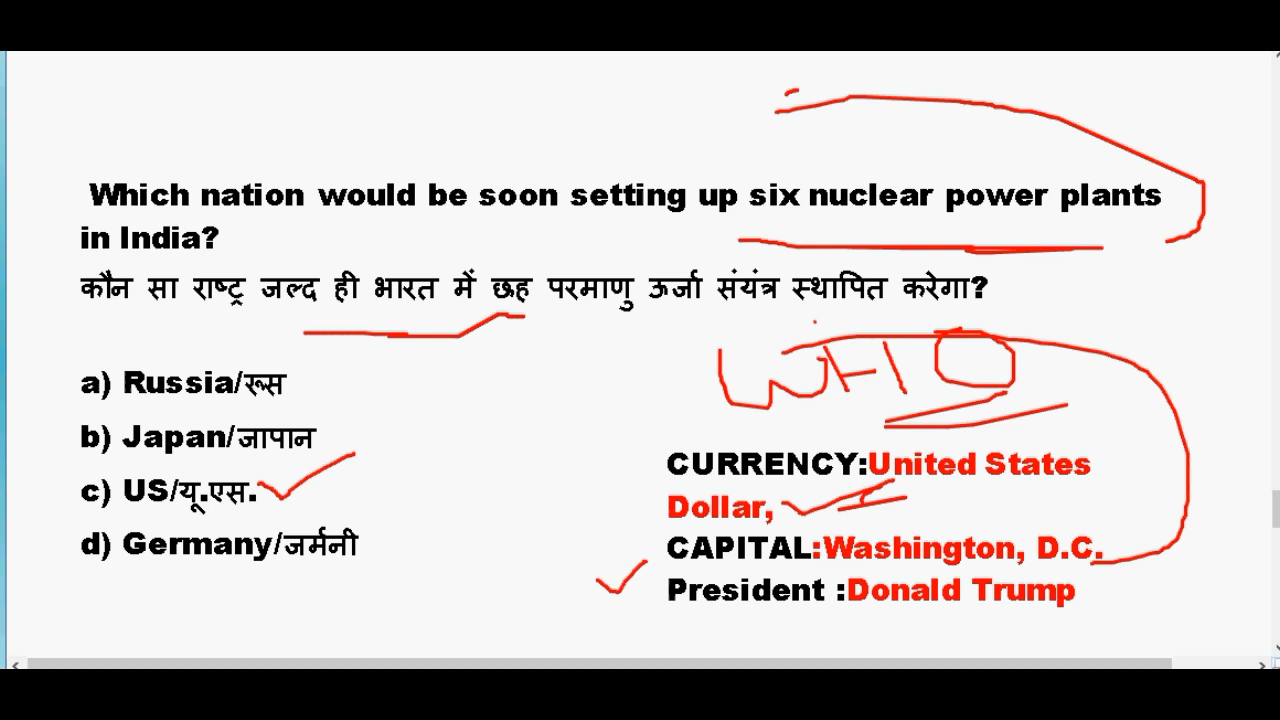 Which nation would be soon setting up six nuclear power plants
in India?
कौन सा राष्ट्र जल्द ही भारत में छह परमाणु ऊर्जा संयंत्र स्थापित करेगा?
a) Russia/रूस
b) Japan/जापान
c) US/यू.एस.
d) Germany/जर्मनी
WHO
CURRENCY:United States
Dollar,
CAPITAL:Washington, D.C.
President :Donald Trump